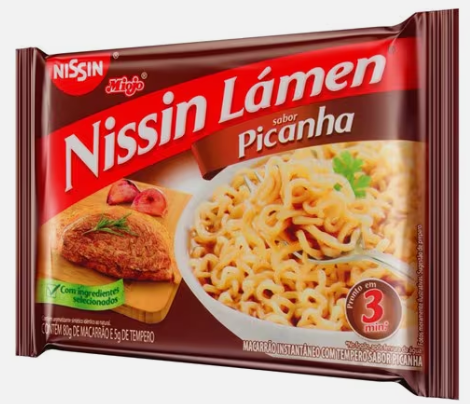 NISSIN
Miojo®
Nissin Lámen®
sabor
Picanha
Com ingredientes
selecionados
CONTÉM 80g DE MACARRÃO E 5g DE TEMPERO
Pronto em
3
min*
MACARRÃO INSTANTÂNEO COM TEMPERO SABOR PICANHA